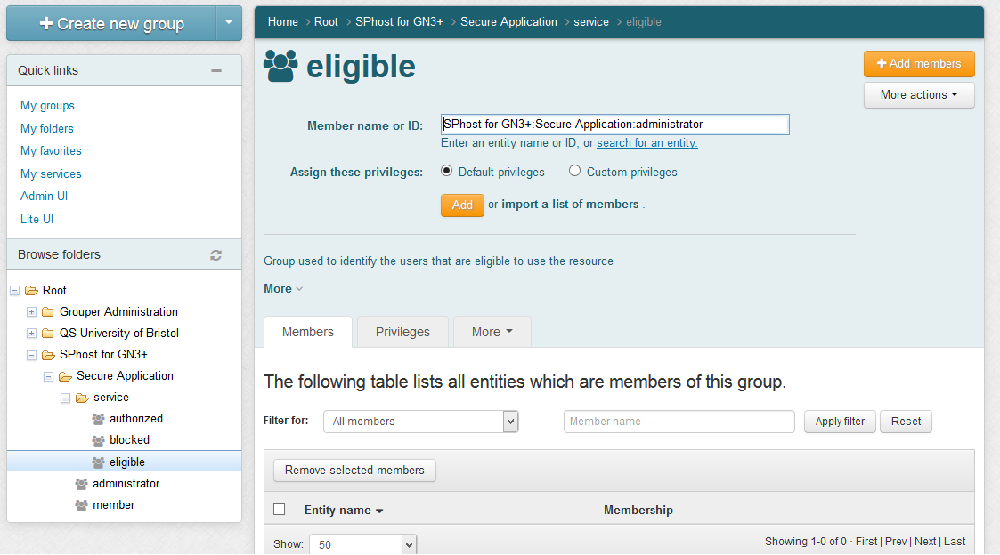 Create new group
Quick links
My groups
My folders
My favorites
My services
Admin UI
Lite UI
Browse folders
Root
Grouper Administration
QS University of Bristol
SPhost for GN3+
Secure Application
service
authorized
blocked
eligible
administrator
member
Home Root SPhost for GN3+ Secure Application service eligible
eligible
Add members
More actions
Member name or ID: SPhost for GN3+:Secure Application:administrator
Enter an entity name or ID, or search for an entity.
Assign these privileges: Default privileges Custom privileges
Add or import a list of members .
Group used to identify the users that are eligible to use the resource
More
Members Privileges More
The following table lists all entities which are members of this group.
Filter for: All members Member name Apply filter Reset
Remove selected members
Entity name Membership
Show: 50 Showing 1-0 of 0 · First | Prev | Next | Last